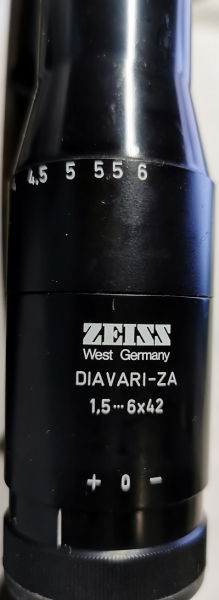 4,5 5 5,5 6
ZEISS
West Germany
DIAVARI-ZA
1,5···6x42
+ 0 −